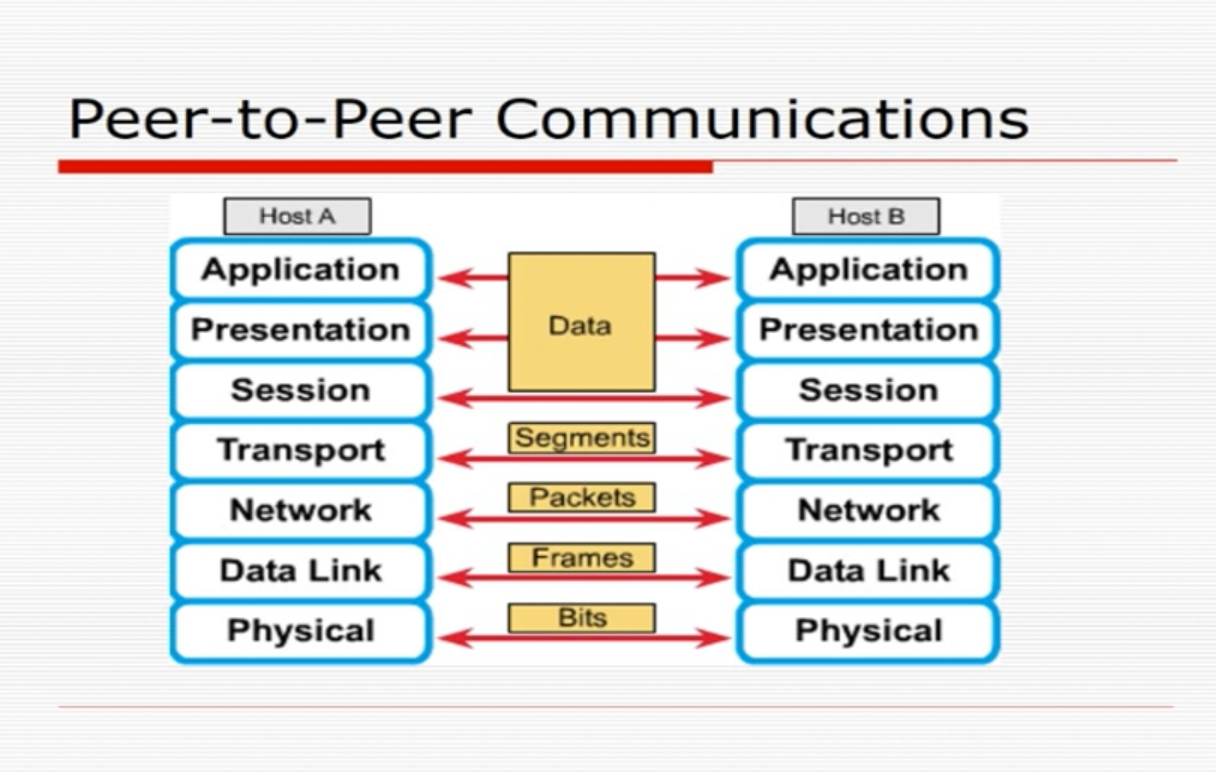 Peer-to-Peer Communications
Host A
Host B
Application
Application
Presentation
Data
Presentation
Session
Session
Transport
Segments
Transport
Network
Packets
Network
Data Link
Frames
Data Link
Physical
Bits
Physical